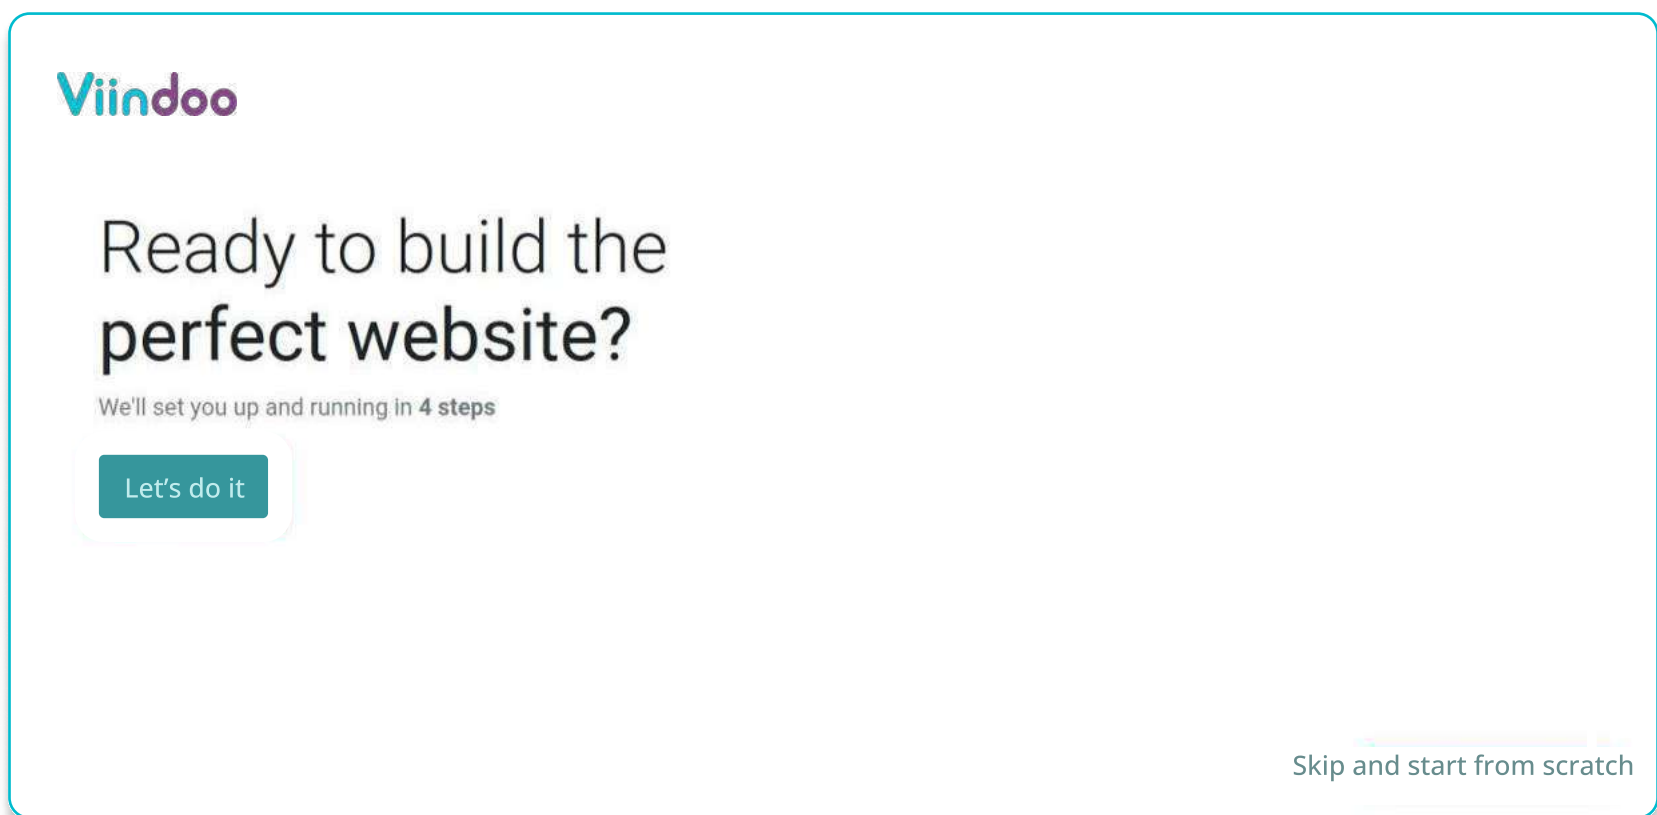 Viindoo
Ready to build the
perfect website?
We'll set you up and running in 4 steps
Let’s do it
Skip and start from scratch